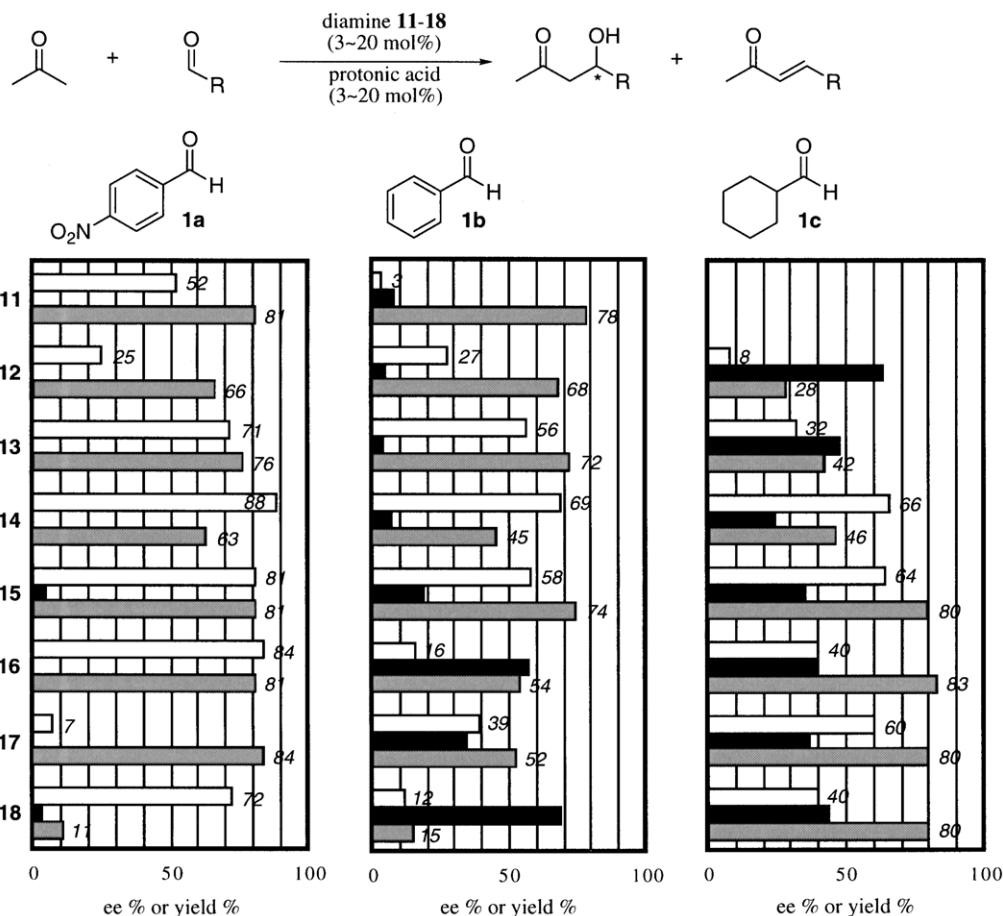 diamine 11-18
(3~20 mol%)
protonic acid
(3~20 mol%)
O
+
O
R
O
OH
*
R
+
O
R
O
H
O2N
1a
O
H
1b
O
H
1c
11
12
13
14
15
16
17
18
52
81
25
66
71
76
88
63
81
81
84
81
7
84
72
11
0
50
100
ee % or yield %
3
78
27
68
56
72
69
45
58
74
16
54
39
52
12
15
0
50
100
ee % or yield %
8
28
32
42
66
46
64
80
40
83
60
80
40
80
0
50
100
ee % or yield %